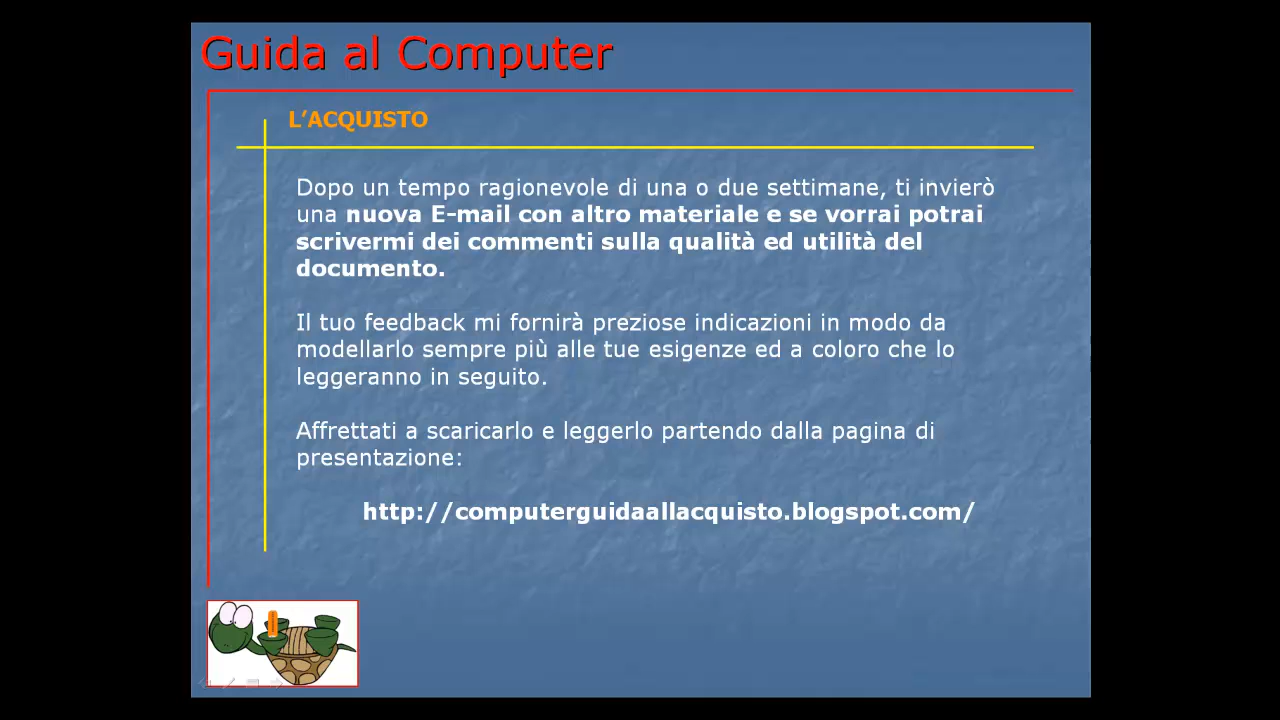 Guida al Computer
L’ACQUISTO
Dopo un tempo ragionevole di una o due settimane, ti invierò
una nuova E-mail con altro materiale e se vorrai potrai
scrivermi dei commenti sulla qualità ed utilità del
documento.
Il tuo feedback mi fornirà preziose indicazioni in modo da
modellarlo sempre più alle tue esigenze ed a coloro che lo
leggeranno in seguito.
Affrettati a scaricarlo e leggerlo partendo dalla pagina di
presentazione:
http://computerguidaallacquisto.blogspot.com/